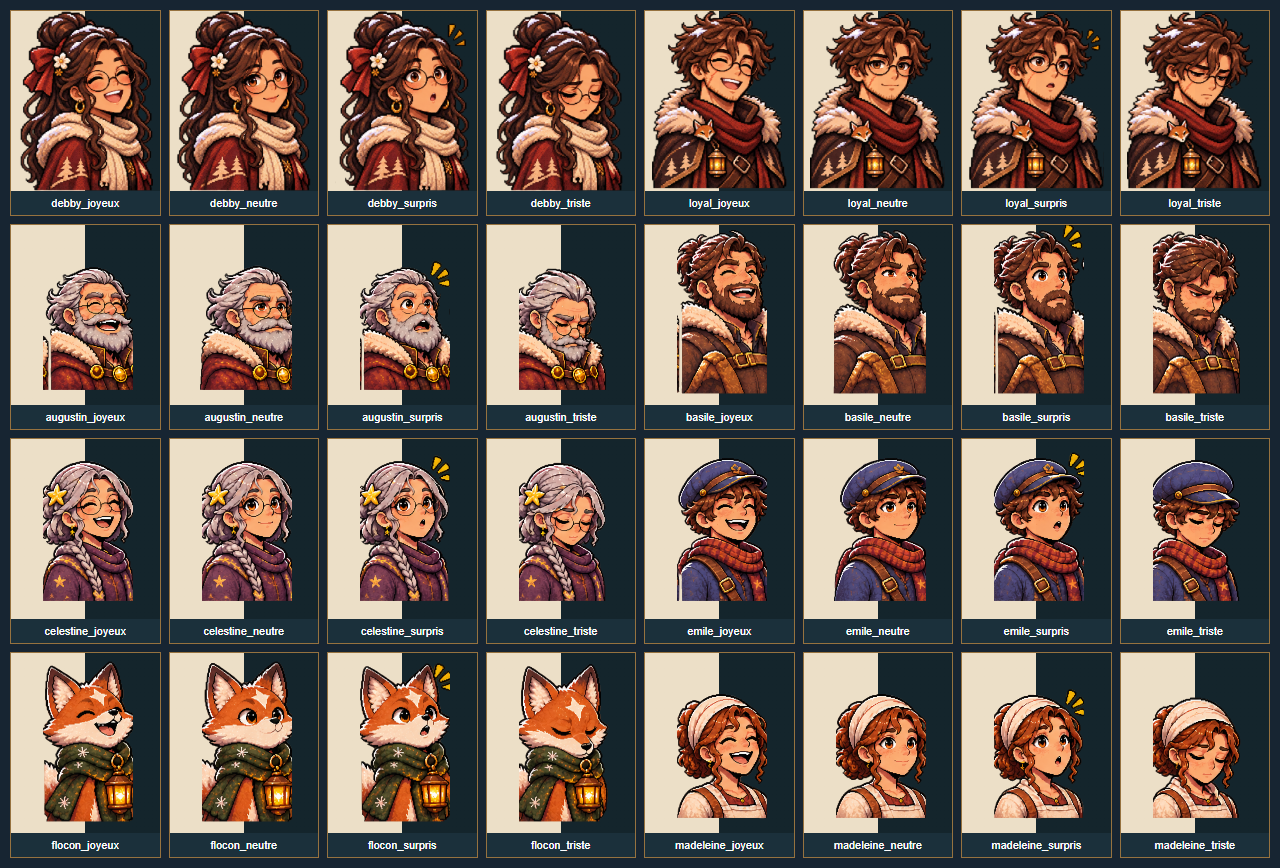 debby_joyeux
debby_neutre
debby_surpris
debby_triste
loyal_joyeux
loyal_neutre
loyal_surpris
loyal_triste
augustin_joyeux
augustin_neutre
augustin_surpris
augustin_triste
basile_joyeux
basile_neutre
basile_surpris
basile_triste
celestine_joyeux
celestine_neutre
celestine_surpris
celestine_triste
emile_joyeux
emile_neutre
emile_surpris
emile_triste
flocon_joyeux
flocon_neutre
flocon_surpris
flocon_triste
madeleine_joyeux
madeleine_neutre
madeleine_surpris
madeleine_triste